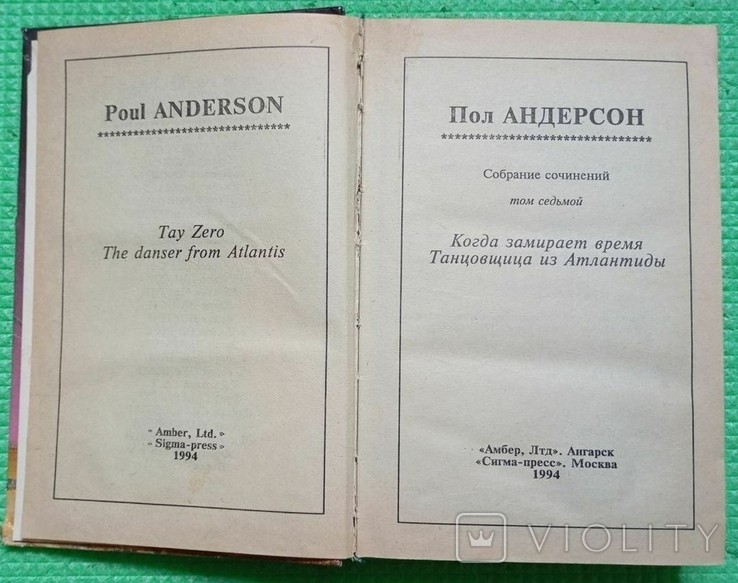 Poul ANDERSON
*********************************
Tay Zero
The danser from Atlantis
« Amber, Ltd. »
« Sigma-press »
1994
Пол АНДЕРСОН
*********************************
Собрание сочинений
том седьмой
Когда замирает время
Танцовщица из Атлантиды
«Амбер, Лтд». Ангарск
«Сигма-пресс». Москва
1994
VIOLITY